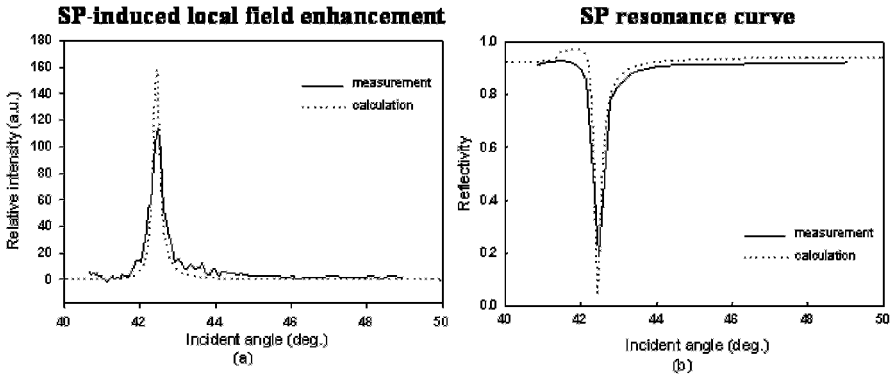 SP-induced local field enhancement
180
160
140
120
100
80
60
40
20
0
Relative intensity (a.u.)
measurement
calculation
40 42 44 46 48 50
Incident angle (deg.)
(a)
SP resonance curve
1.0
0.8
0.6
0.4
0.2
0.0
Reflectivity
measurement
calculation
40 42 44 46 48 50
Incident angle (deg.)
(b)